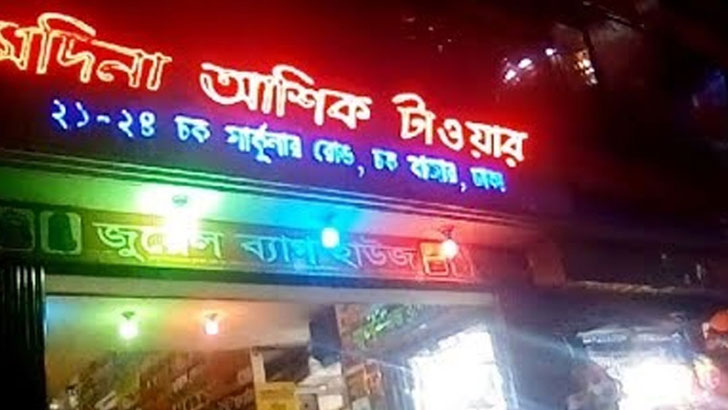 মদিনা আশিক টাওয়ার
২১-২৪ চক সার্কুলার রোড, চক বাজার, ঢাকা
জুয়েল ব্যাগ হাউজ